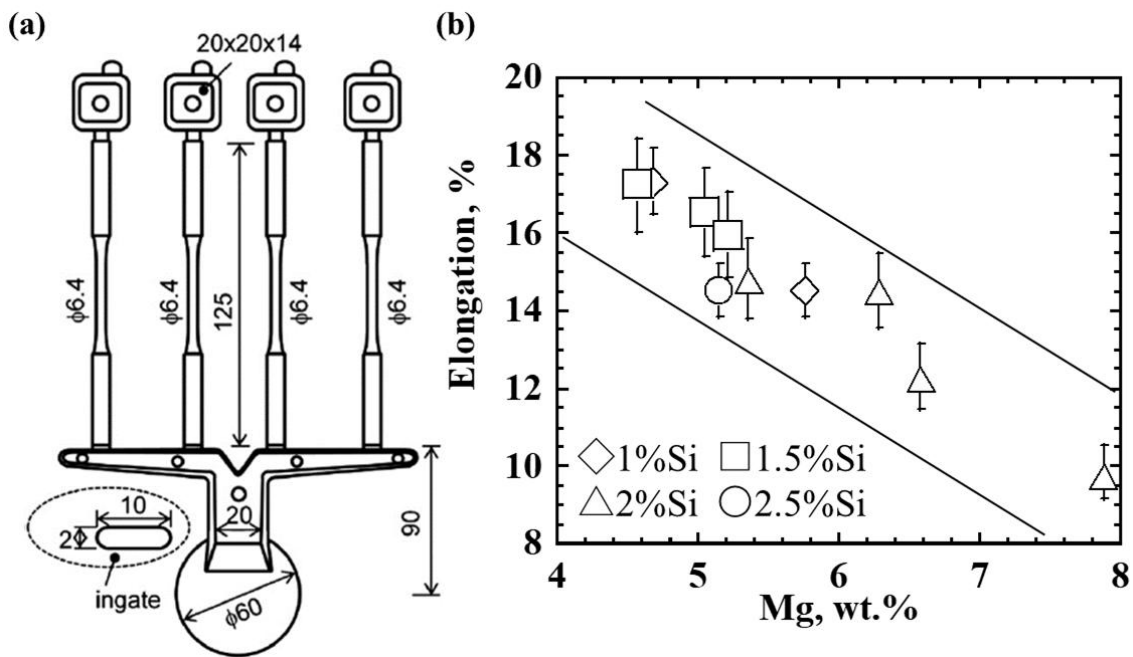 (a)
20x20x14
ϕ6.4
ϕ6.4
125
ϕ6.4
ϕ6.4
10
2
ingate
20
90
ϕ60
(b)
Elongation, %
20
18
16
14
12
10
8
1%Si
1.5%Si
2%Si
2.5%Si
4
5
6
7
8
Mg, wt.%